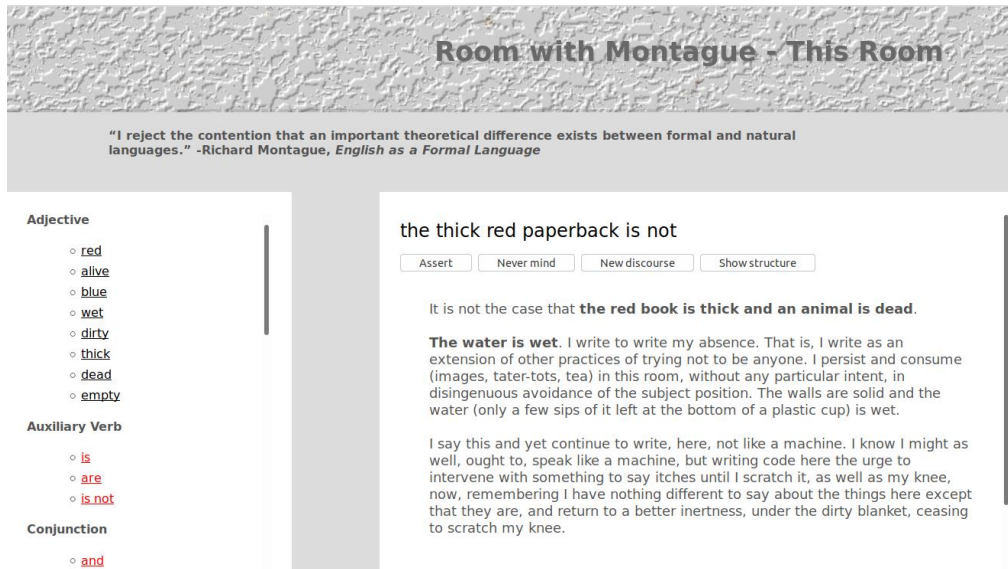 Room with Montague - This Room
“I reject the contention that an important theoretical difference exists between formal and natural
languages.” -Richard Montague, English as a Formal Language
Adjective
red
alive
blue
wet
dirty
thick
dead
empty
Auxiliary Verb
is
are
is not
Conjunction
and
the thick red paperback is not
Assert
Never mind
New discourse
Show structure
It is not the case that the red book is thick and an animal is dead.
The water is wet. I write to write my absence. That is, I write as an
extension of other practices of trying not to be anyone. I persist and consume
(images, tater-tots, tea) in this room, without any particular intent, in
disingenuous avoidance of the subject position. The walls are solid and the
water (only a few sips of it left at the bottom of a plastic cup) is wet.
I say this and yet continue to write, here, not like a machine. I know I might as
well, ought to, speak like a machine, but writing code here the urge to
intervene with something to say itches until I scratch it, as well as my knee,
now, remembering I have nothing different to say about the things here except
that they are, and return to a better inertness, under the dirty blanket, ceasing
to scratch my knee.